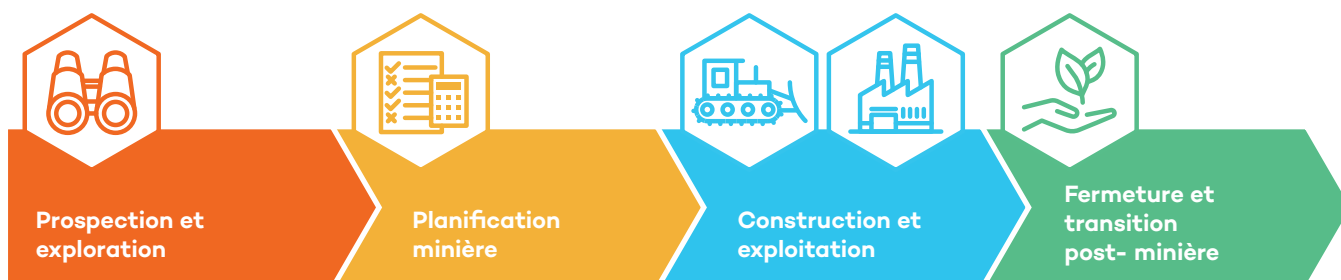 Prospection et
exploration
Planification
minière
Construction et
exploitation
Fermeture et
transition
post- minière